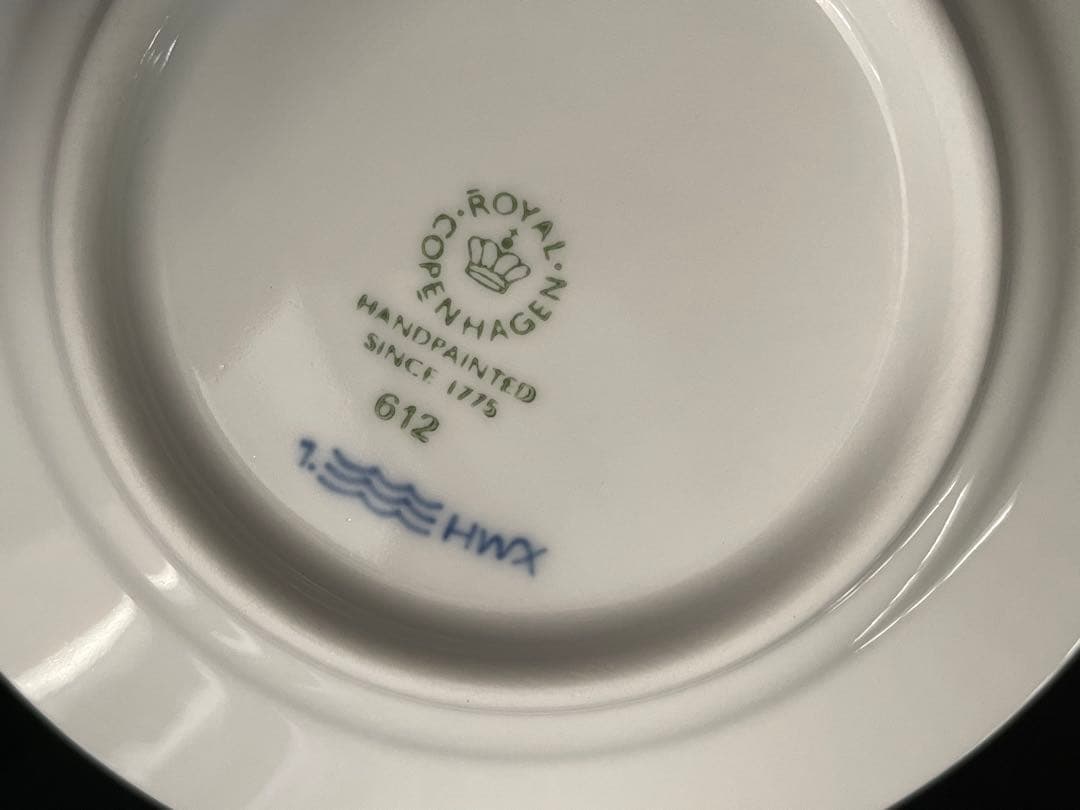 ROYAL · COPENHAGEN ·
HANDPAINTED
SINCE 1775
612
1. HWX